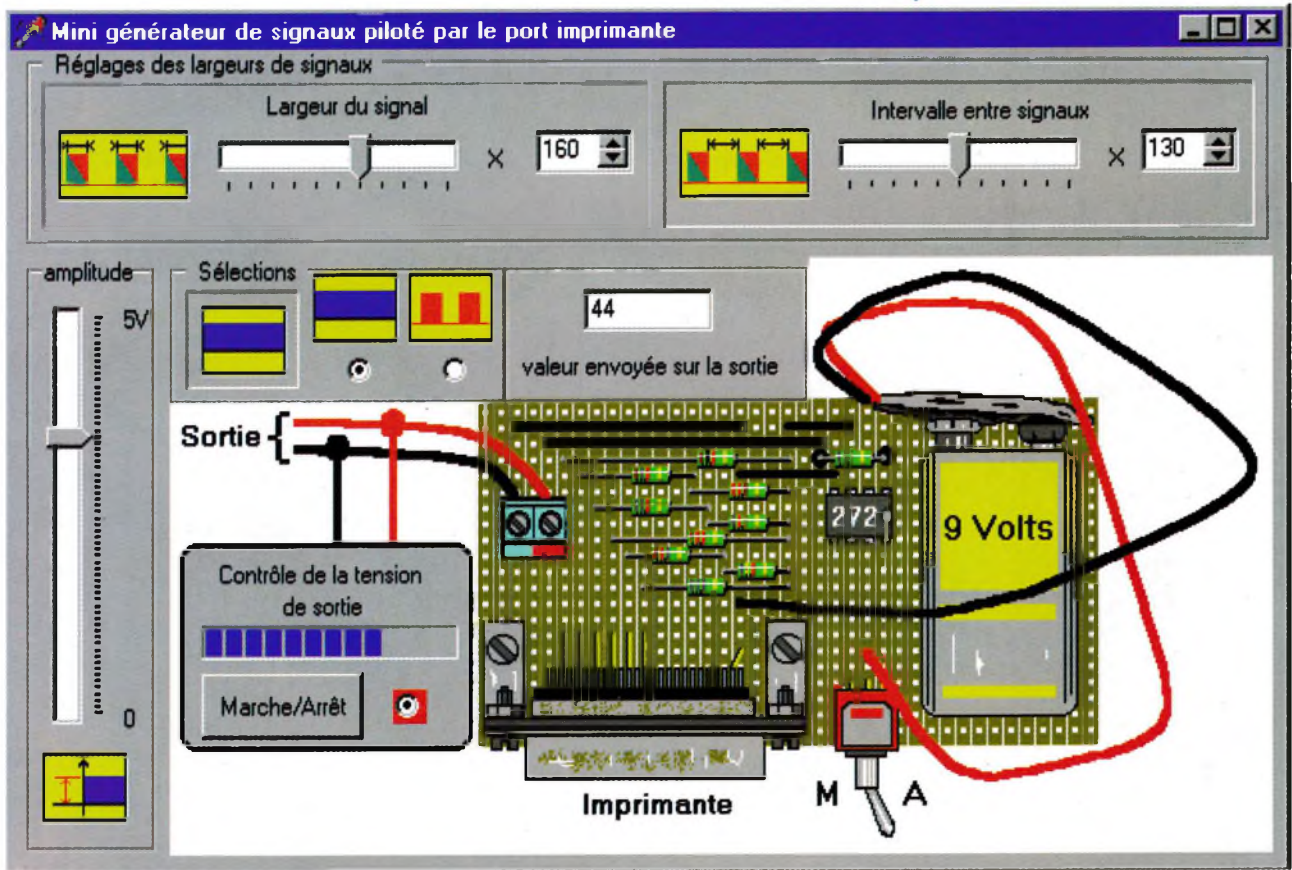 Mini générateur de signaux piloté par le port imprimante
Réglages des largeurs de signaux
Largeur du signal
× 160
Intervalle entre signaux
× 130
amplitude
5V
0
Sélections
44
valeur envoyée sur la sortie
Sortie
Contrôle de la tension
de sortie
Marche/Arrêt
272
9 Volts
Imprimante
M A